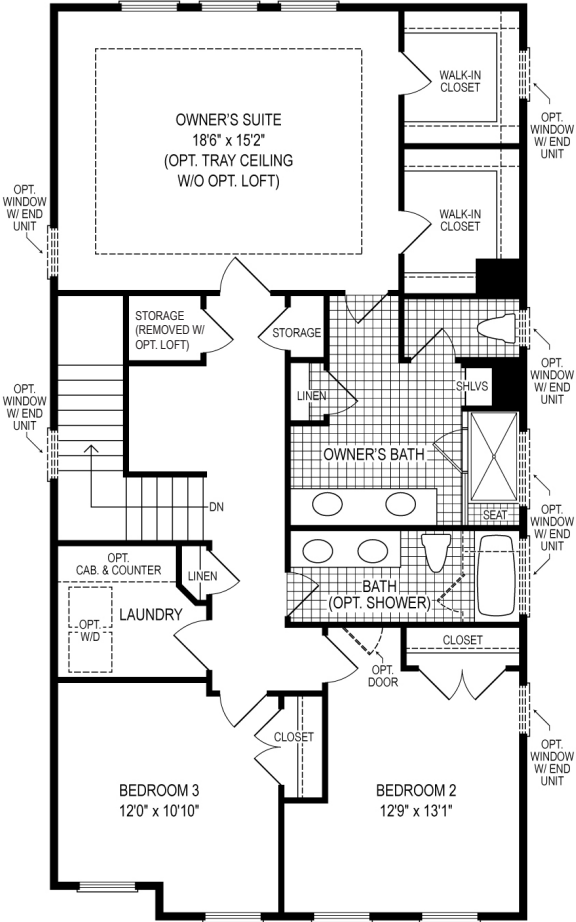 OWNER'S SUITE
18'6" x 15'2"
(OPT. TRAY CEILING
W/O OPT. LOFT)
WALK-IN
CLOSET
OPT.
WINDOW
W/ END
UNIT
WALK-IN
CLOSET
OPT.
WINDOW
W/ END
UNIT
STORAGE
(REMOVED W/
OPT. LOFT)
STORAGE
OPT.
WINDOW
W/ END
UNIT
OPT.
WINDOW
W/ END
UNIT
LINEN
SHLVS
OWNER'S BATH
DN
SEAT
OPT.
WINDOW
W/ END
UNIT
OPT.
CAB. & COUNTER
LINEN
LAUNDRY
OPT.
W/D
BATH
(OPT. SHOWER)
CLOSET
OPT.
DOOR
CLOSET
OPT.
WINDOW
W/ END
UNIT
BEDROOM 3
12'0" x 10'10"
BEDROOM 2
12'9" x 13'1"